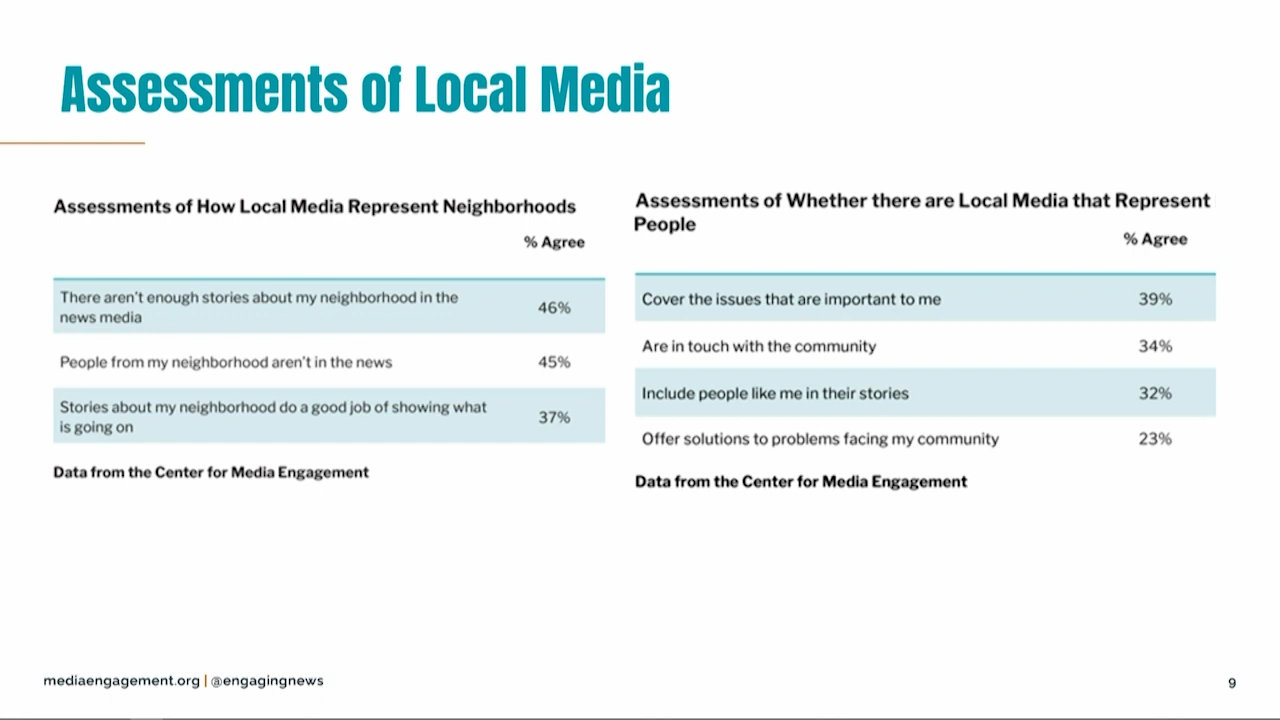 Assessments of Local Media
Assessments of How Local Media Represent Neighborhoods
% Agree
There aren't enough stories about my neighborhood in the
news media
46%
People from my neighborhood aren't in the news
45%
Stories about my neighborhood do a good job of showing what
is going on
37%
Data from the Center for Media Engagement
Assessments of Whether there are Local Media that Represent
People
% Agree
Cover the issues that are important to me
39%
Are in touch with the community
34%
Include people like me in their stories
32%
Offer solutions to problems facing my community
23%
Data from the Center for Media Engagement
mediaengagement.org | @engagingnews
9